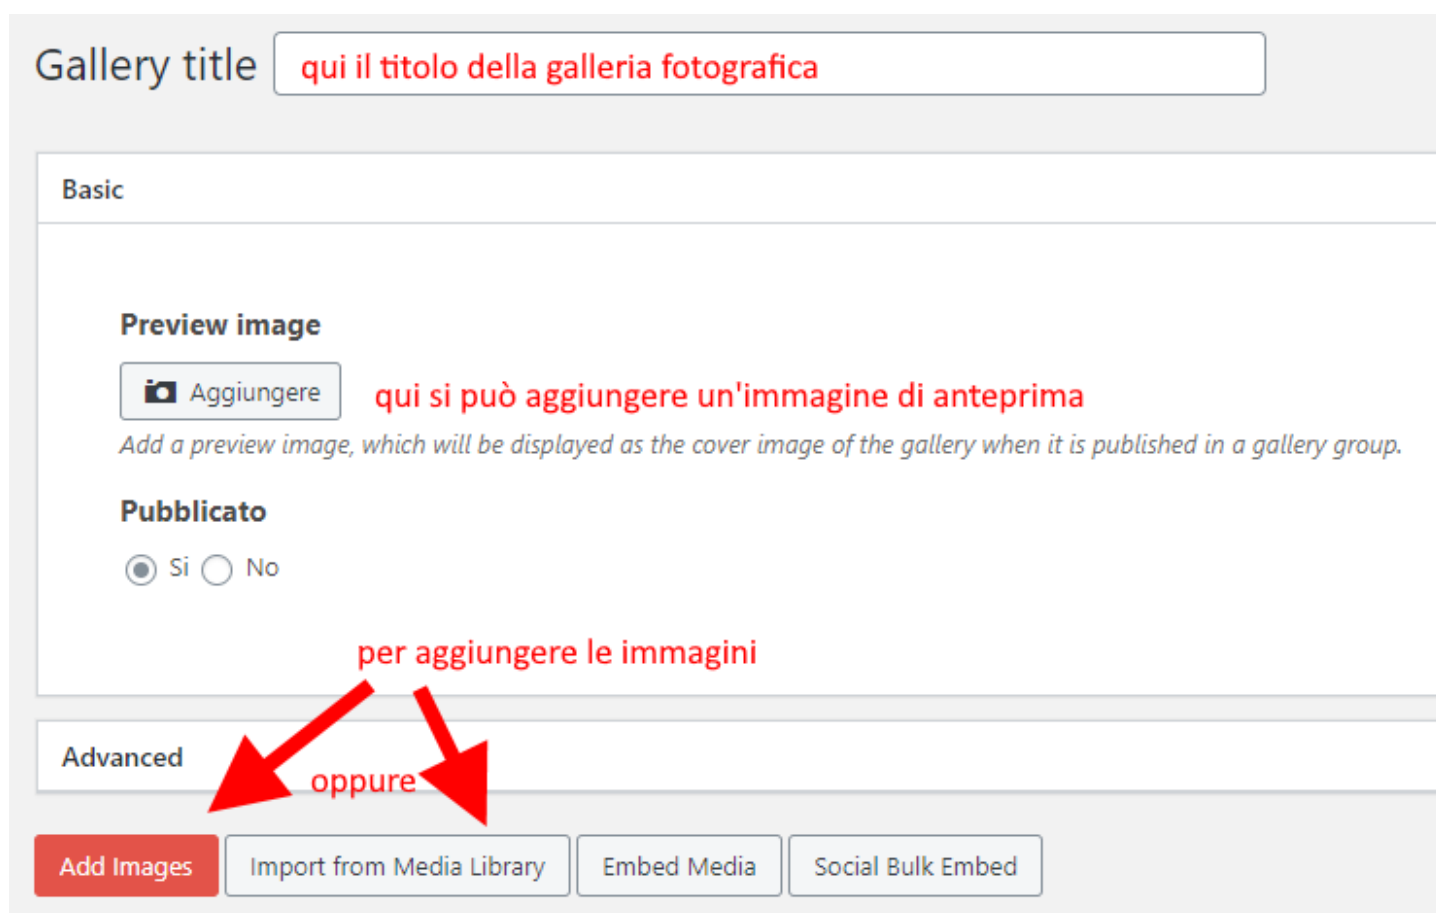 Gallery title qui il titolo della galleria fotografica
Basic
Preview image
Aggiungere qui si può aggiungere un'immagine di anteprima
Add a preview image, which will be displayed as the cover image of the gallery when it is published in a gallery group.
Pubblicato
Si No
per aggiungere le immagini
Advanced
oppure
Add Images Import from Media Library Embed Media Social Bulk Embed